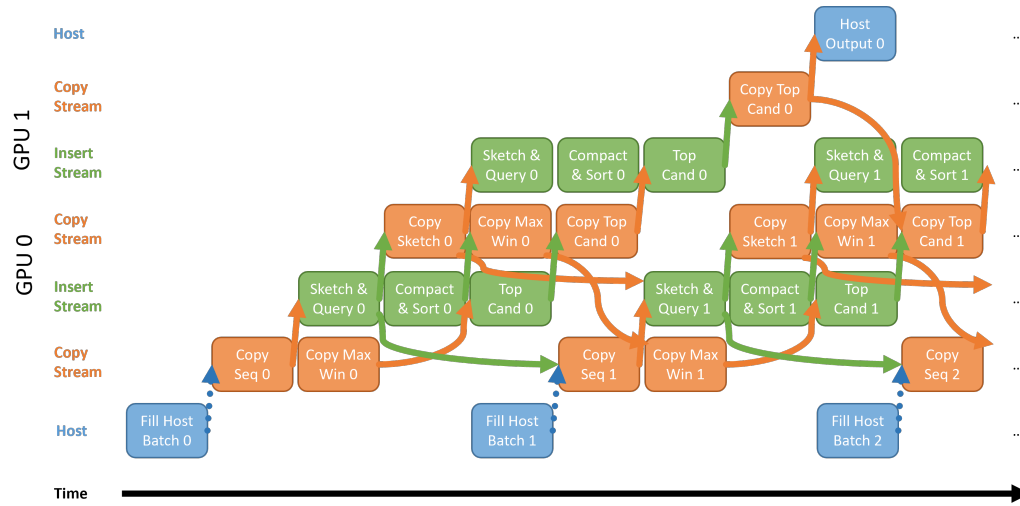 Host
Host
Output 0
...
Copy
Stream
Copy Top
Cand 0
...
GPU 1
Insert
Stream
Sketch &
Query 0
Compact
& Sort 0
Top
Cand 0
Sketch &
Query 1
Compact
& Sort 1
...
Copy
Stream
Copy
Sketch 0
Copy Max
Win 0
Copy Top
Cand 0
Copy
Sketch 1
Copy Max
Win 1
Copy Top
Cand 1
...
GPU 0
Insert
Stream
Sketch &
Query 0
Compact
& Sort 0
Top
Cand 0
Sketch &
Query 1
Compact
& Sort 1
Top
Cand 1
...
Copy
Stream
Copy
Seq 0
Copy Max
Win 0
Copy
Seq 1
Copy Max
Win 1
Copy
Seq 2
...
Host
Fill Host
Batch 0
Fill Host
Batch 1
Fill Host
Batch 2
...
Time